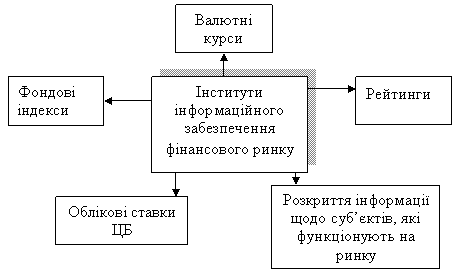 Валютні
курси
Фондові
індекси
Інститути
інформаційного
забезпечення
фінансового ринку
Рейтинги
Облікові ставки
ЦБ
Розкриття інформації
щодо суб’єктів, які
функціонують на
ринку